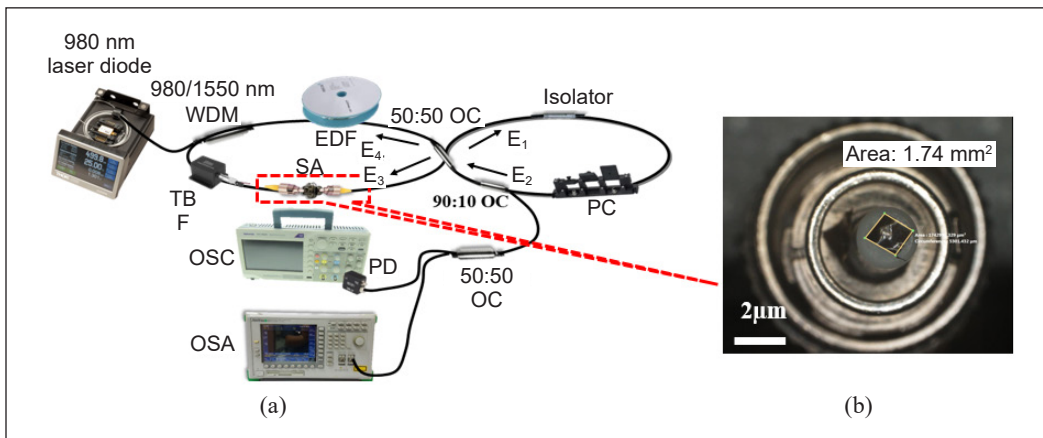 980 nm
laser diode
980/1550 nm
WDM
EDF
50:50 OC
Isolator
E1
E4'
E3
E2
SA
TB
F
90:10 OC
PC
OSC
PD
50:50
OC
OSA
(a)
Area: 1.74 mm²
2μm
(b)